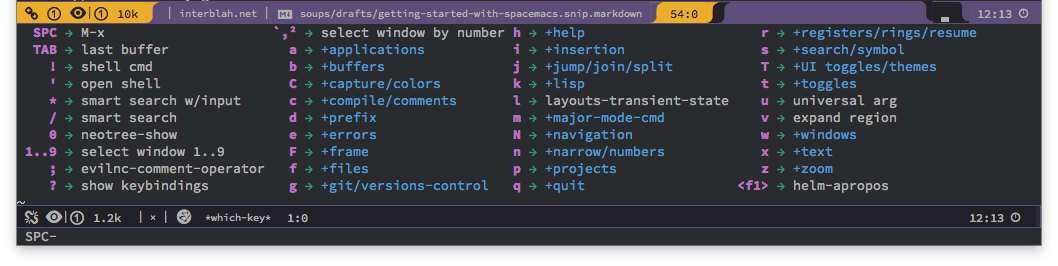 ① ① 10k | interblah.net | soups/drafts/getting-started-with-spacemacs.snip.markdown 54:0 12:13
SPC → M-x `,² → select window by number h → +help r → +registers/rings/resume
TAB → last buffer a → +applications i → +insertion s → +search/symbol
! → shell cmd b → +buffers j → +jump/join/split T → +UI toggles/themes
' → open shell C → +capture/colors k → +lisp t → +toggles
* → smart search w/input c → +compile/comments l → layouts-transient-state u → universal arg
/ → smart search d → +prefix m → +major-mode-cmd v → expand region
0 → neotree-show e → +errors N → +navigation w → +windows
1..9 → select window 1..9 F → +frame n → +narrow/numbers x → +text
; → evilnc-comment-operator f → +files p → +projects z → +zoom
? → show keybindings g → +git/versions-control q → +quit <f1> → helm-apropos
~
| ① 1.2k | × | *which-key* 1:0 12:13
SPC-